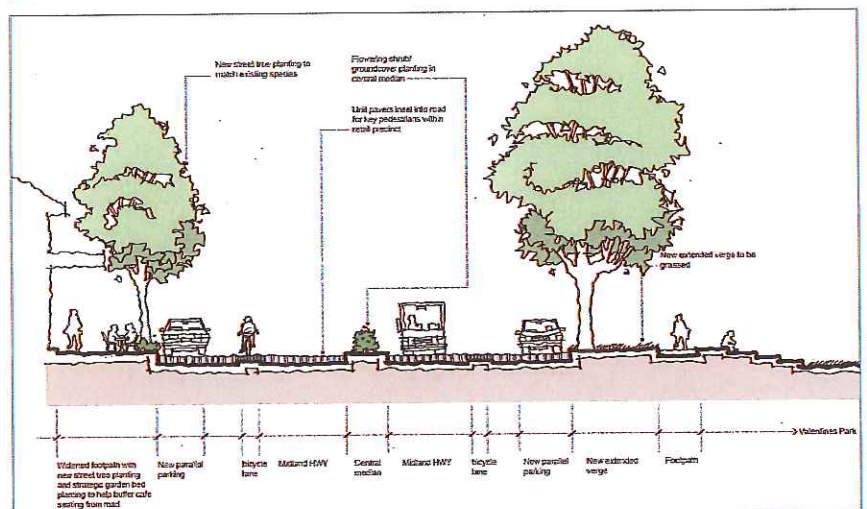 New street tree planting to
match existing species
Flowering shrub/
groundcover planting in
central median
Unit pavers inset into road
for key pedestrians within
retail precinct
New extended verge to be
grassed
Valentines Park
Widened footpath with
new street tree planting
and strategic garden bed
planting to help buffer cafe
seating from road
New parallel
parking
bicycle
lane
Midland HWY
Central
median
Midland HWY
bicycle
lane
New parallel
parking
New extended
verge
Footpath